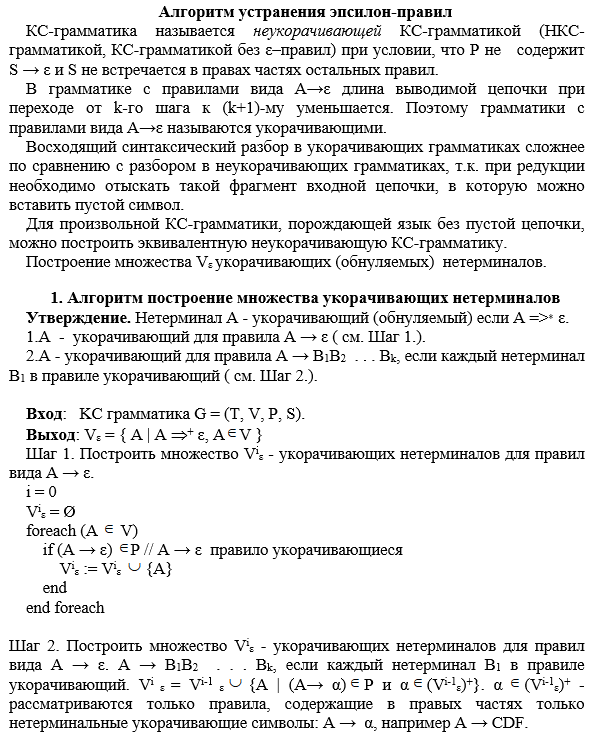 Алгоритм устранения эпсилон-правил
КС-грамматика называется неукорачивающей КС-грамматикой (НКС-
грамматикой, КС-грамматикой без ε–правил) при условии, что P не содержит
S → ε и S не встречается в правах частях остальных правил.
В грамматике с правилами вида A→ε длина выводимой цепочки при
переходе от k-го шага к (k+1)-му уменьшается. Поэтому грамматики с
правилами вида A→ε называются укорачивающими.
Восходящий синтаксический разбор в укорачивающих грамматиках сложнее
по сравнению с разбором в неукорачивающих грамматиках, т.к. при редукции
необходимо отыскать такой фрагмент входной цепочки, в которую можно
вставить пустой символ.
Для произвольной КС-грамматики, порождающей язык без пустой цепочки,
можно построить эквивалентную неукорачивающую КС-грамматику.
Построение множества Vε укорачивающих (обнуляемых) нетерминалов.
1. Алгоритм построение множества укорачивающих нетерминалов
Утверждение. Нетерминал A - укорачивающий (обнуляемый) если A =>* ε.
1.A - укорачивающий для правила A → ε ( см. Шаг 1.).
2.A - укорачивающий для правила A → B1B2 . . . Bk, если каждый нетерминал
B1 в правиле укорачивающий ( см. Шаг 2.).
Вход: КС грамматика G = (T, V, P, S).
Выход: Vε = { A | A ⇒+ ε, A ∈ V }
Шаг 1. Построить множество Viε - укорачивающих нетерминалов для правил
вида A → ε.
i = 0
Viε = Ø
foreach (A ∈ V)
if (A → ε) ∈P // A → ε правило укорачивающиеся
Viε := Viε ∪ {A}
end
end foreach
Шаг 2. Построить множество Viε - укорачивающих нетерминалов для правил
вида A → ε. A → B1B2 . . . Bk, если каждый нетерминал B1 в правиле
укорачивающий. Vi ε = Vi-1 ε ∪ {A | (A→ α) ∈ P и α ∈ (Vi-1ε)+}. α ∈ (Vi-1ε)+ -
рассматриваются только правила, содержащие в правых частях только
нетерминальные укорачивающие символы: A → α, например A → CDF.